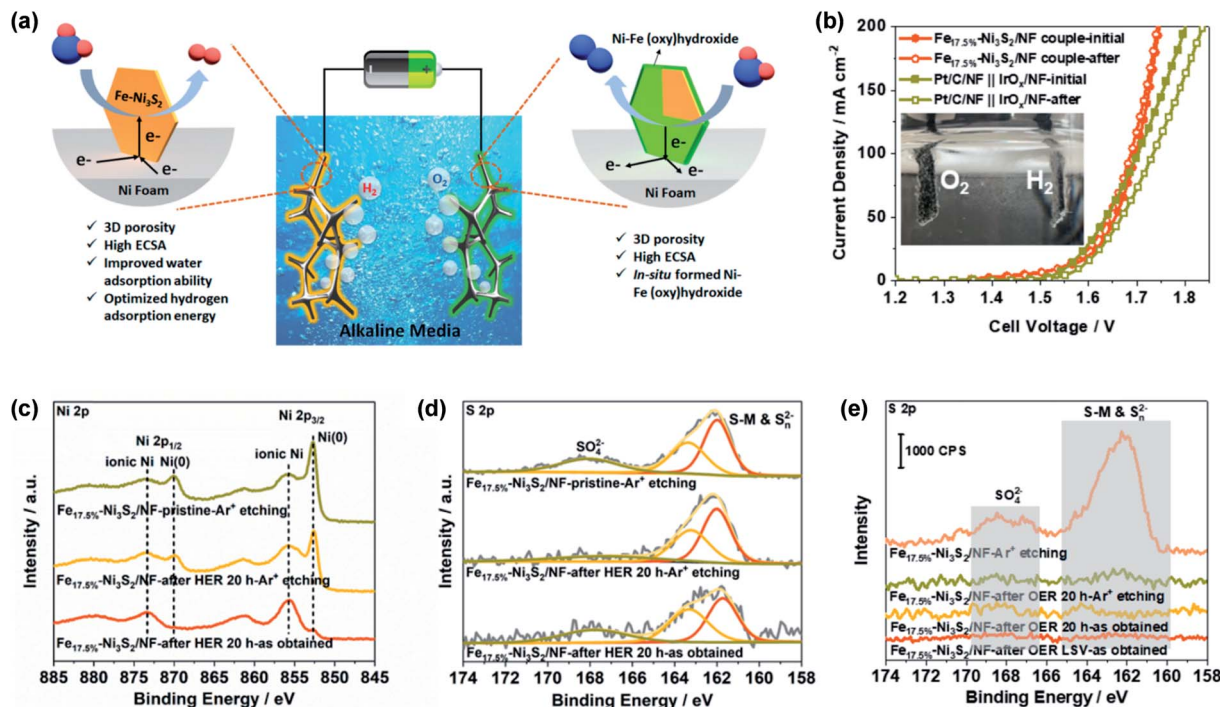 (a)
Fe-Ni₃S₂
e-
e-
e-
Ni Foam
✓ 3D porosity
✓ High ECSA
✓ Improved water
adsorption ability
✓ Optimized hydrogen
adsorption energy
H₂
O₂
Alkaline Media
Ni-Fe (oxy)hydroxide
e-
e-
e-
Ni Foam
✓ 3D porosity
✓ High ECSA
✓ In-situ formed Ni-
Fe (oxy)hydroxide
(b)
Current Density / mA cm⁻²
200
150
100
50
0
Fe₁₇.₅%-Ni₃S₂/NF couple-initial
Fe₁₇.₅%-Ni₃S₂/NF couple-after
Pt/C/NF || IrOₓ/NF-initial
Pt/C/NF || IrOₓ/NF-after
O₂
H₂
1.2 1.3 1.4 1.5 1.6 1.7 1.8
Cell Voltage / V
(c)
Ni 2p
Intensity / a.u.
Ni 2p₁/₂
ionic Ni
Ni(0)
Ni 2p₃/₂
ionic Ni
Ni(0)
Fe₁₇.₅%-Ni₃S₂/NF-pristine-Ar⁺ etching
Fe₁₇.₅%-Ni₃S₂/NF-after HER 20 h-Ar⁺ etching
Fe₁₇.₅%-Ni₃S₂/NF-after HER 20 h-as obtained
885 880 875 870 865 860 855 850 845
Binding Energy / eV
(d)
S 2p
Intensity / a.u.
SO₄²⁻
S-M & Sₙ²⁻
Fe₁₇.₅%-Ni₃S₂/NF-pristine-Ar⁺ etching
Fe₁₇.₅%-Ni₃S₂/NF-after HER 20 h-Ar⁺ etching
Fe₁₇.₅%-Ni₃S₂/NF-after HER 20 h-as obtained
174 172 170 168 166 164 162 160 158
Binding Energy / eV
(e)
S 2p
Intensity
1000 CPS
S-M & Sₙ²⁻
SO₄²⁻
Fe₁₇.₅%-Ni₃S₂/NF-Ar⁺ etching
Fe₁₇.₅%-Ni₃S₂/NF-after OER 20 h-Ar⁺ etching
Fe₁₇.₅%-Ni₃S₂/NF-after OER 20 h-as obtained
Fe₁₇.₅%-Ni₃S₂/NF-after OER LSV-as obtained
174 172 170 168 166 164 162 160 158
Binding Energy / eV